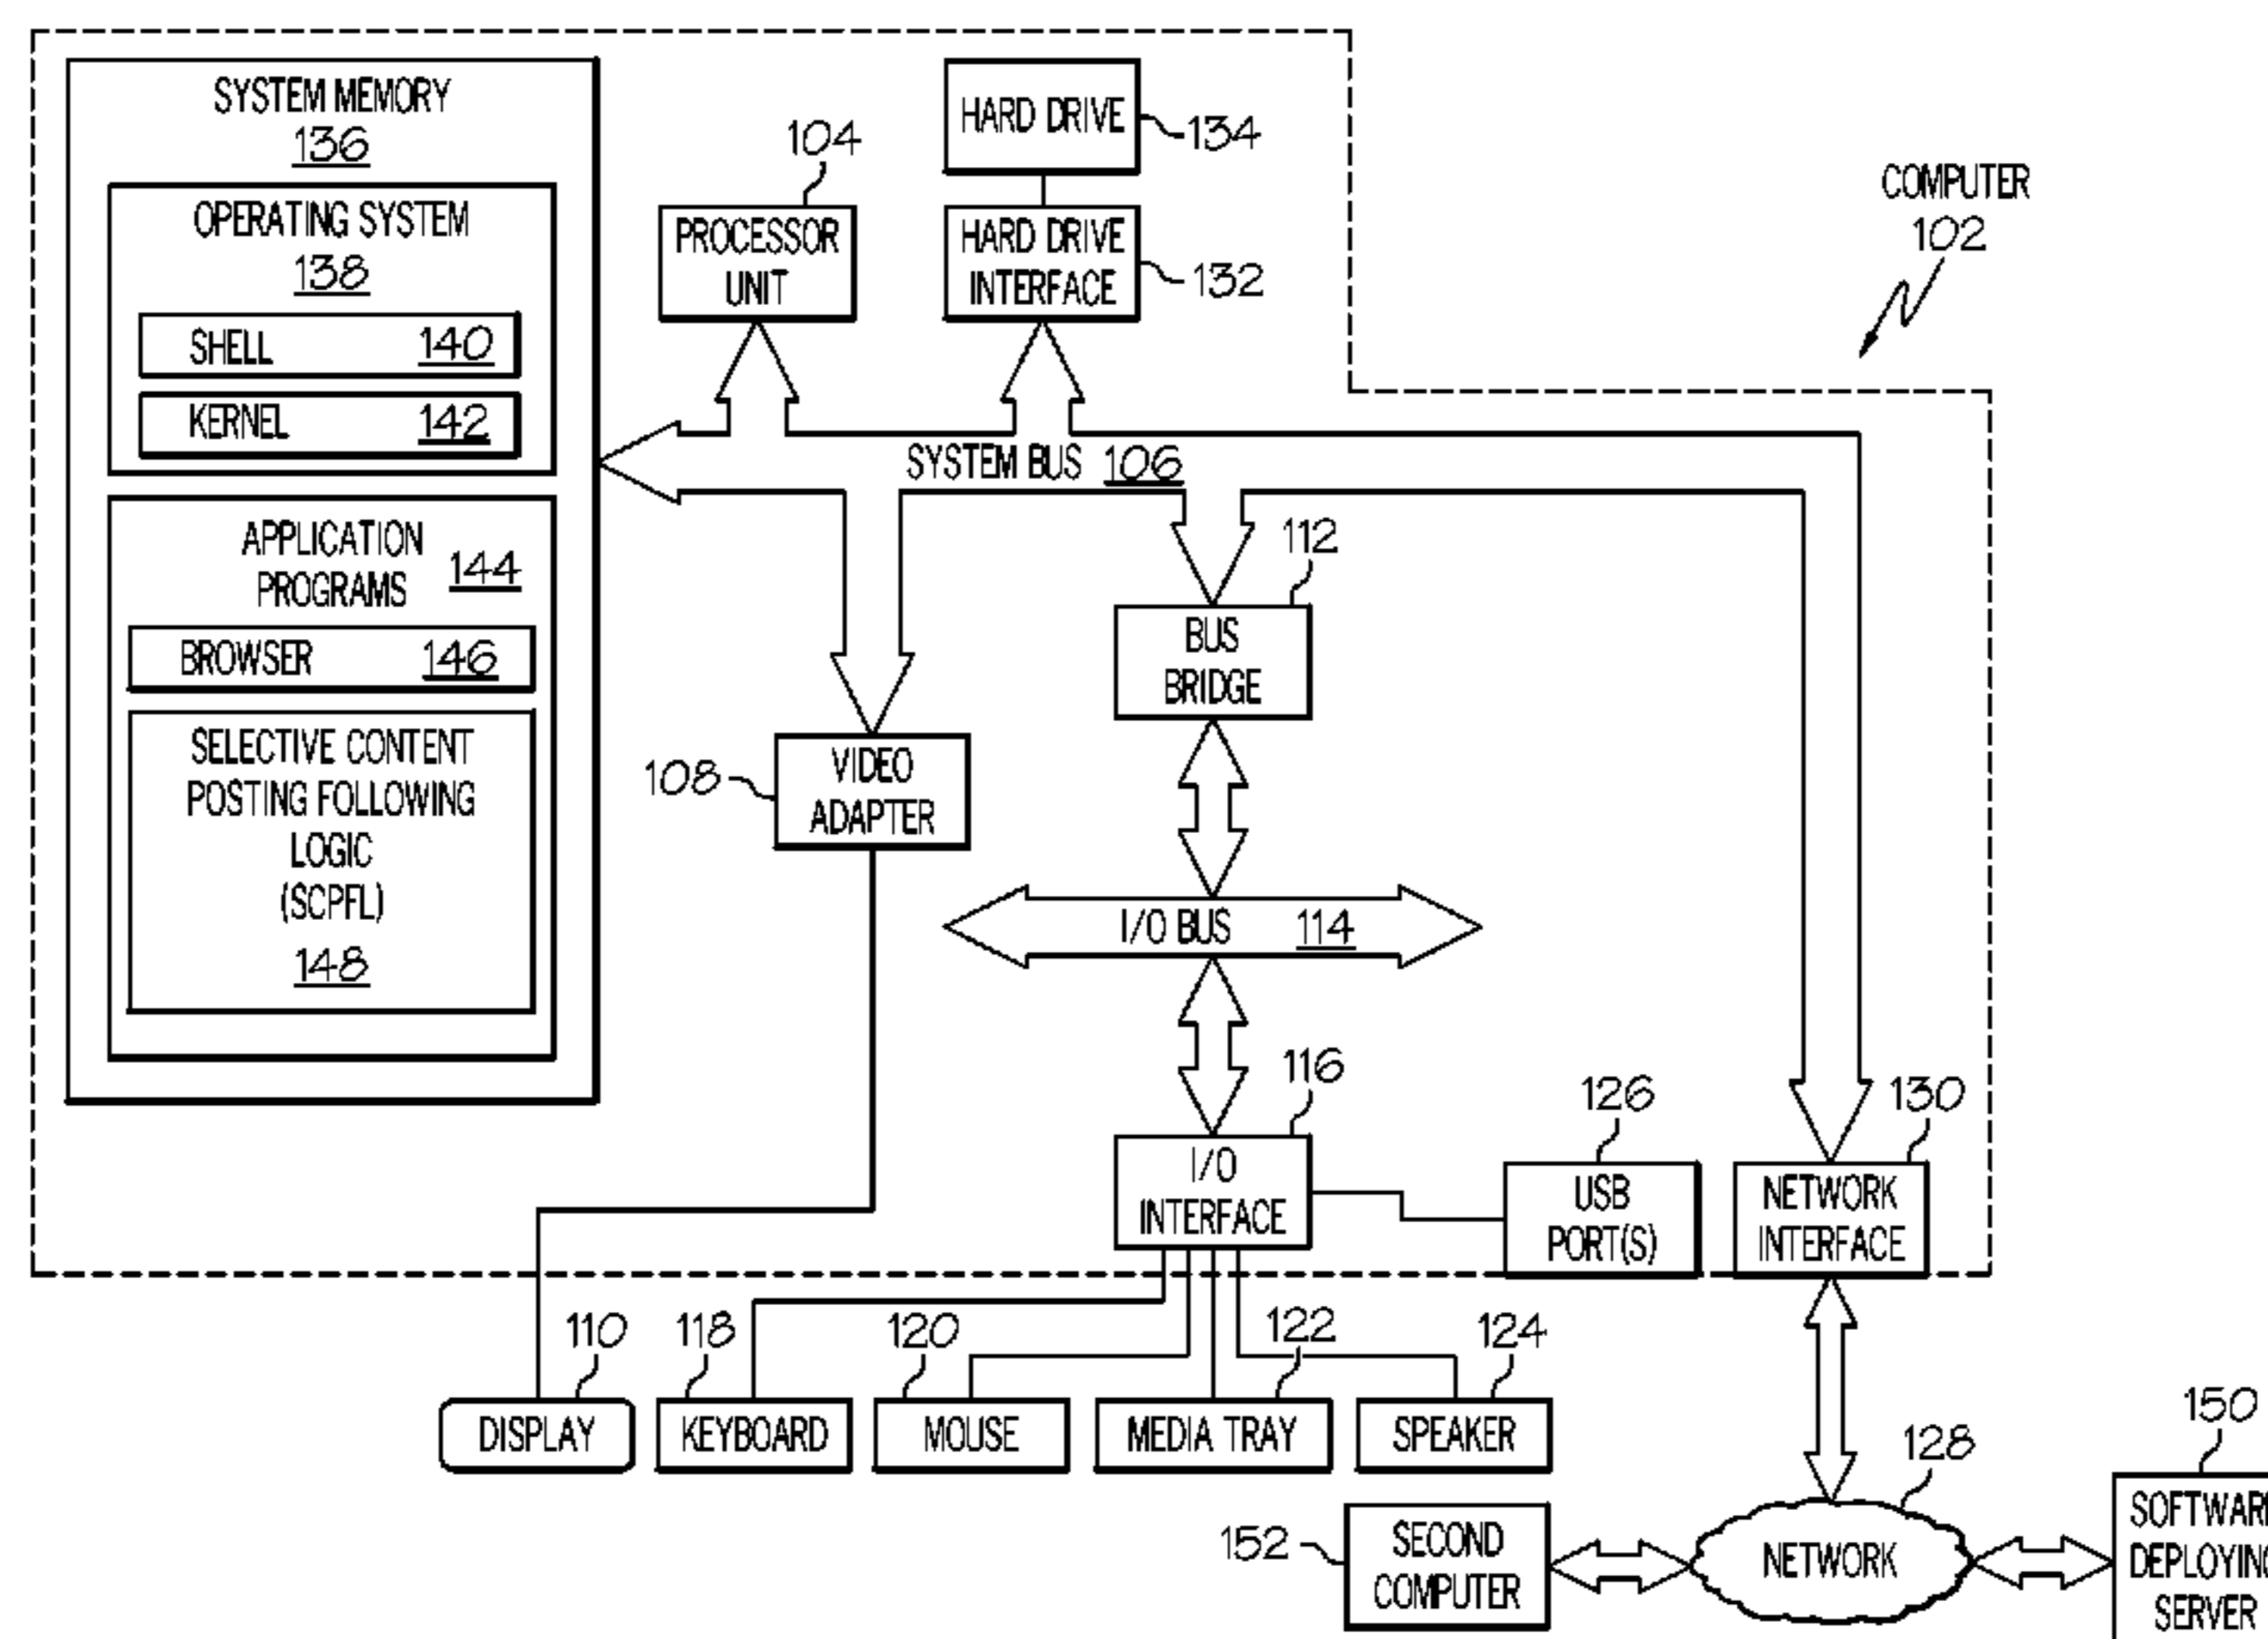 SYSTEM MEMORY
136
OPERATING SYSTEM
138
SHELL 140
KERNEL 142
APPLICATION
PROGRAMS 144
BROWSER 146
SELECTIVE CONTENT
POSTING FOLLOWING
LOGIC
(SCPFL)
148
104
PROCESSOR
UNIT
HARD DRIVE 134
HARD DRIVE
INTERFACE 132
COMPUTER
102
SYSTEM BUS 106
112
BUS
BRIDGE
108
VIDEO
ADAPTER
I/O BUS 114
116
I/O
INTERFACE
126
USB
PORT(S)
130
NETWORK
INTERFACE
110
DISPLAY
118
KEYBOARD
120
MOUSE
122
MEDIA TRAY
124
SPEAKER
152
SECOND
COMPUTER
128
NETWORK
150
SOFTWAR
DEPLOYING
SERVER